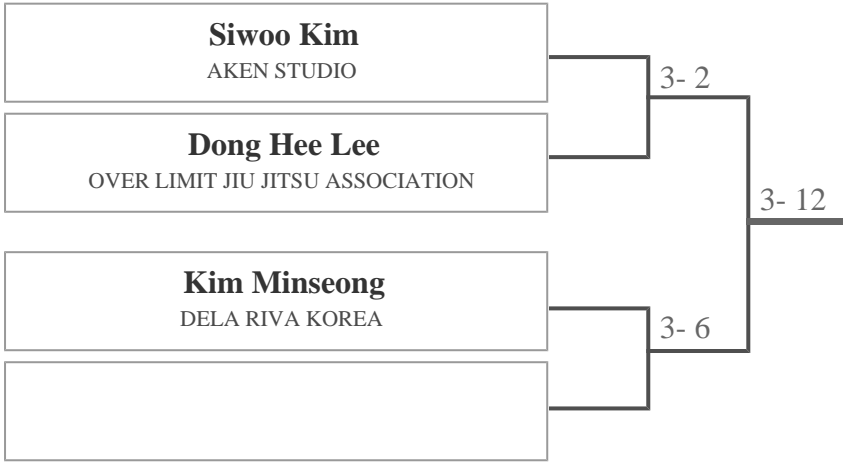 Siwoo Kim
AKEN STUDIO
3- 2
Dong Hee Lee
OVER LIMIT JIU JITSU ASSOCIATION
3- 12
Kim Minseong
DELA RIVA KOREA
3- 6